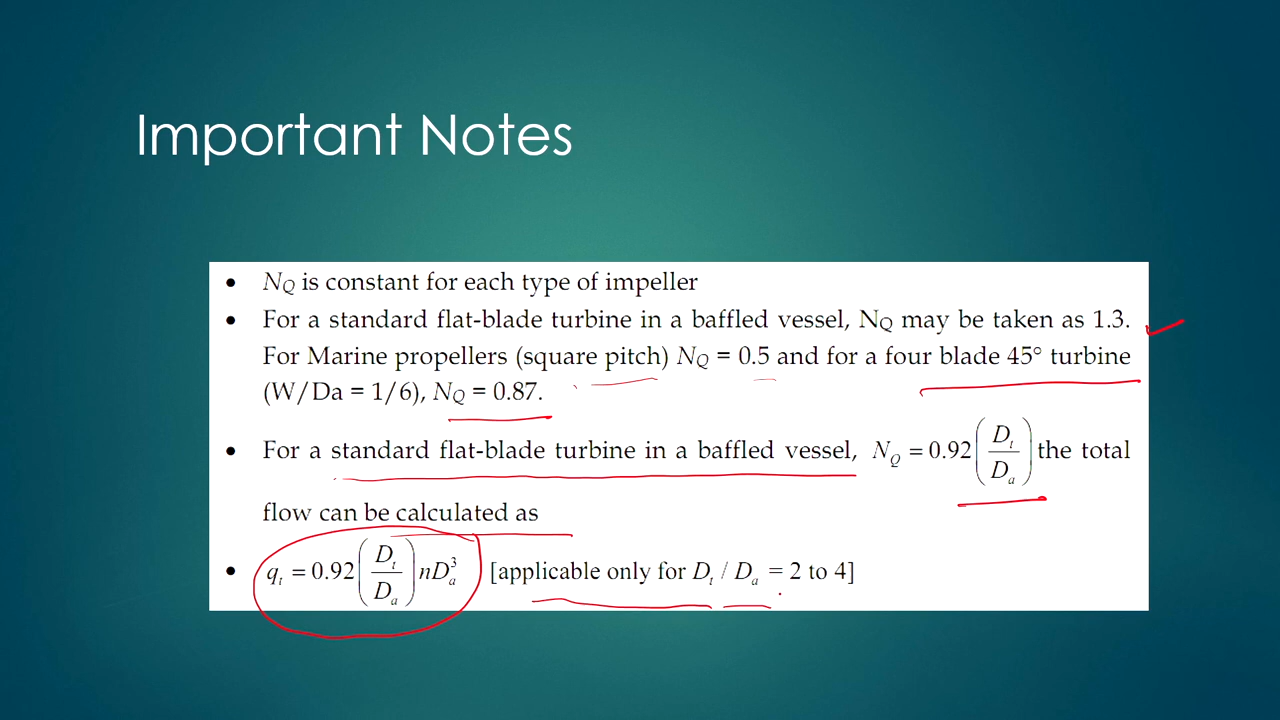 Important Notes
• N_Q is constant for each type of impeller
• For a standard flat-blade turbine in a baffled vessel, N_Q may be taken as 1.3.
For Marine propellers (square pitch) N_Q = 0.5 and for a four blade 45° turbine
(W/Da = 1/6), N_Q = 0.87.
• For a standard flat-blade turbine in a baffled vessel, N_Q = 0.92(D_t/D_a) the total
flow can be calculated as
• q_t = 0.92(D_t/D_a)nD_a^3 [applicable only for D_t / D_a = 2 to 4]